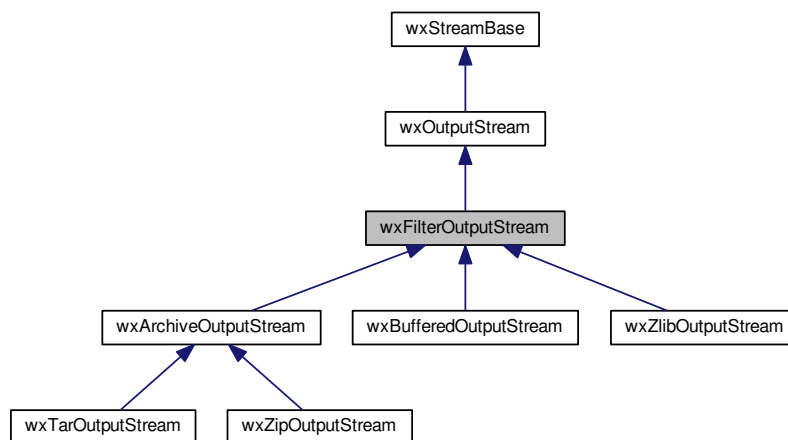 wxStreamBase
wxOutputStream
wxFilterOutputStream
wxArchiveOutputStream
wxBufferedOutputStream
wxZlibOutputStream
wxTarOutputStream
wxZipOutputStream